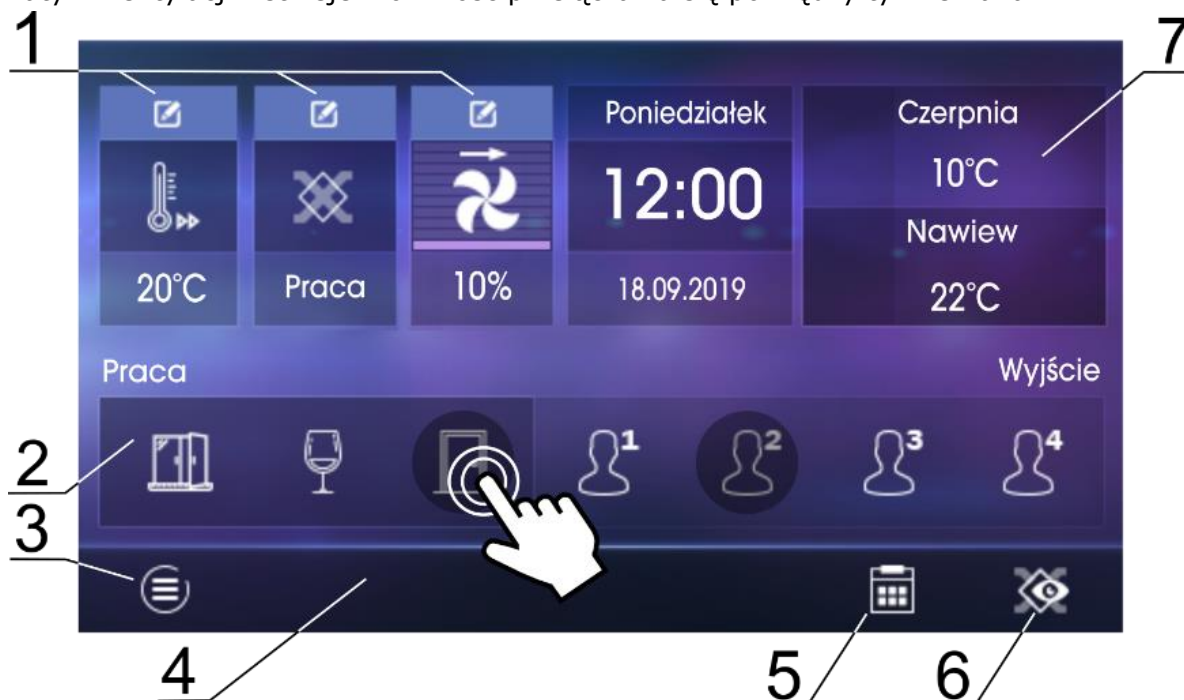 1
7
Poniedziałek
Czerpnia
12:00
10°C
Nawiew
20°C
Praca
10%
18.09.2019
22°C
Praca
Wyjście
1
2
3
4
2
3
4
5
6